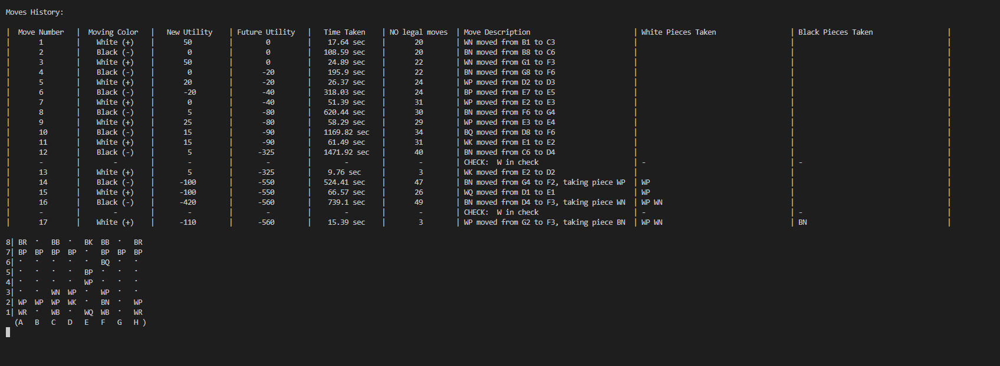 Moves History:
| Move Number | Moving Color | New Utility | Future Utility | Time Taken | NO legal moves | Move Description | White Pieces Taken | Black Pieces Taken |
| 1 | White (+) | 50 | 0 | 17.64 sec | 20 | WN moved from B1 to C3 | | |
| 2 | Black (-) | 0 | 0 | 108.59 sec | 20 | BN moved from B8 to C6 | | |
| 3 | White (+) | 50 | 0 | 24.89 sec | 22 | WN moved from G1 to F3 | | |
| 4 | Black (-) | 0 | -20 | 195.9 sec | 22 | BN moved from G8 to F6 | | |
| 5 | White (+) | 20 | -20 | 26.37 sec | 24 | WP moved from D2 to D3 | | |
| 6 | Black (-) | -20 | -40 | 318.03 sec | 24 | BP moved from E7 to E5 | | |
| 7 | White (+) | 0 | -40 | 51.39 sec | 31 | WP moved from E2 to E3 | | |
| 8 | Black (-) | 5 | -80 | 620.44 sec | 30 | BN moved from F6 to G4 | | |
| 9 | White (+) | 25 | -80 | 58.29 sec | 29 | WP moved from E3 to E4 | | |
| 10 | Black (-) | 15 | -90 | 1169.82 sec | 34 | BQ moved from D8 to F6 | | |
| 11 | White (+) | 15 | -90 | 61.49 sec | 31 | WK moved from E1 to E2 | | |
| 12 | Black (-) | 5 | -325 | 1471.92 sec | 40 | BN moved from C6 to D4 | | |
| - | - | - | - | - | - | CHECK: W in check | - | - |
| 13 | White (+) | 5 | -325 | 9.76 sec | 3 | WK moved from E2 to D2 | | |
| 14 | Black (-) | -100 | -550 | 524.41 sec | 47 | BN moved from G4 to F2, taking piece WP | WP | |
| 15 | White (+) | -100 | -550 | 66.57 sec | 26 | WQ moved from D1 to E1 | WP | |
| 16 | Black (-) | -420 | -560 | 739.1 sec | 49 | BN moved from D4 to F3, taking piece WN | WP WN | |
| - | - | - | - | - | - | CHECK: W in check | - | - |
| 17 | White (+) | -110 | -560 | 15.39 sec | 3 | WP moved from G2 to F3, taking piece BN | WP WN | BN |
8| BR · BB · BK BB · BR
7| BP BP BP BP · BP BP BP
6| · · · · · BQ · ·
5| · · · · BP · · ·
4| · · · · WP · · ·
3| · · WN WP · WP · ·
2| WP WP WP WK · BN · WP
1| WR · WB · WQ WB · WR
(A B C D E F G H )